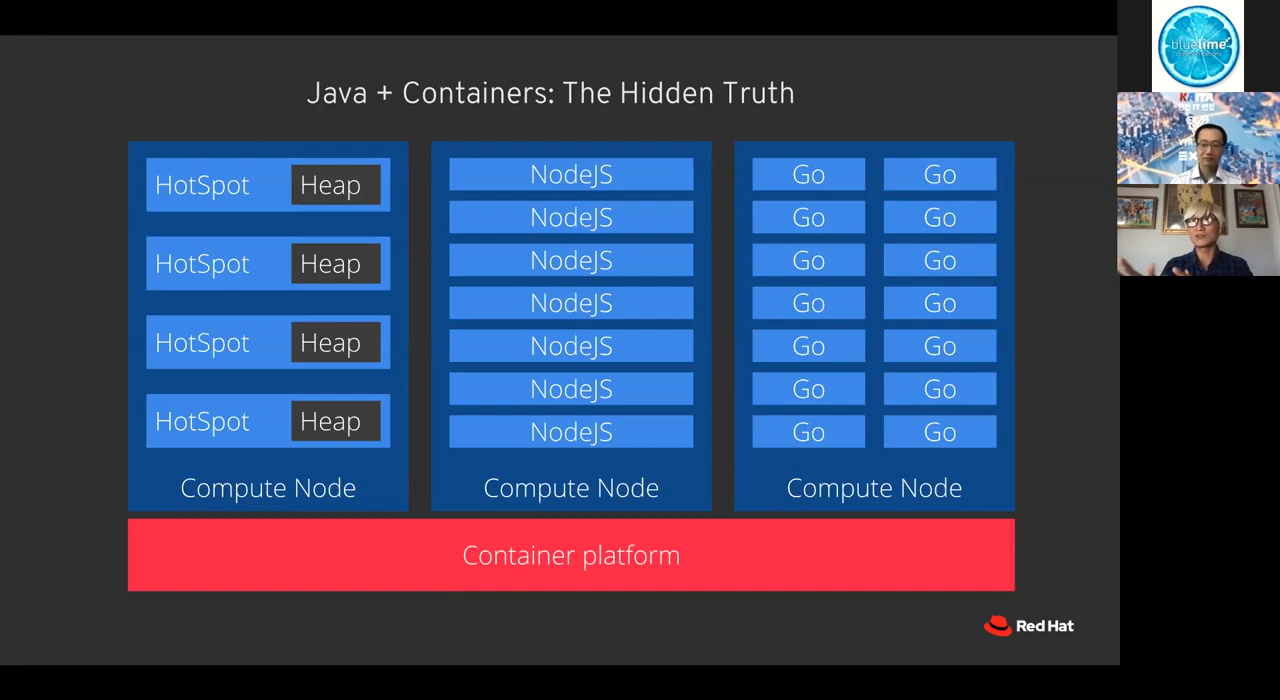 Java + Containers: The Hidden Truth
HotSpot Heap
HotSpot Heap
HotSpot Heap
HotSpot Heap
Compute Node
NodeJS
NodeJS
NodeJS
NodeJS
NodeJS
NodeJS
NodeJS
Compute Node
Go Go
Go Go
Go Go
Go Go
Go Go
Go Go
Go Go
Compute Node
Container platform
Red Hat
bluelime